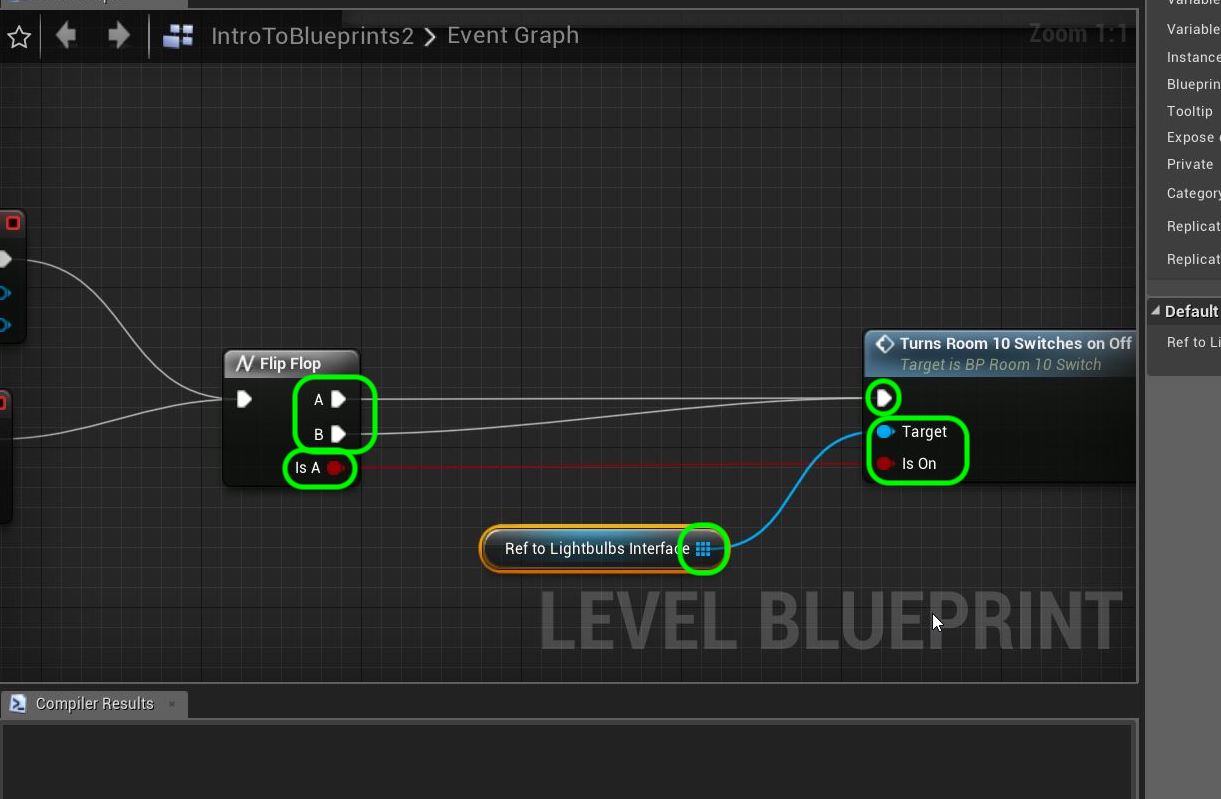 IntroToBlueprints2 > Event Graph
Zoom 1:1
Variable
Instance
Blueprin
Tooltip
Expose
Private
Category
Replicat
Replicat
Default
Ref to Li
Flip Flop
A
B
Is A
Turns Room 10 Switches on Off
Target is BP Room 10 Switch
Target
Is On
Ref to Lightbulbs Interface
LEVEL BLUEPRINT
Compiler Results